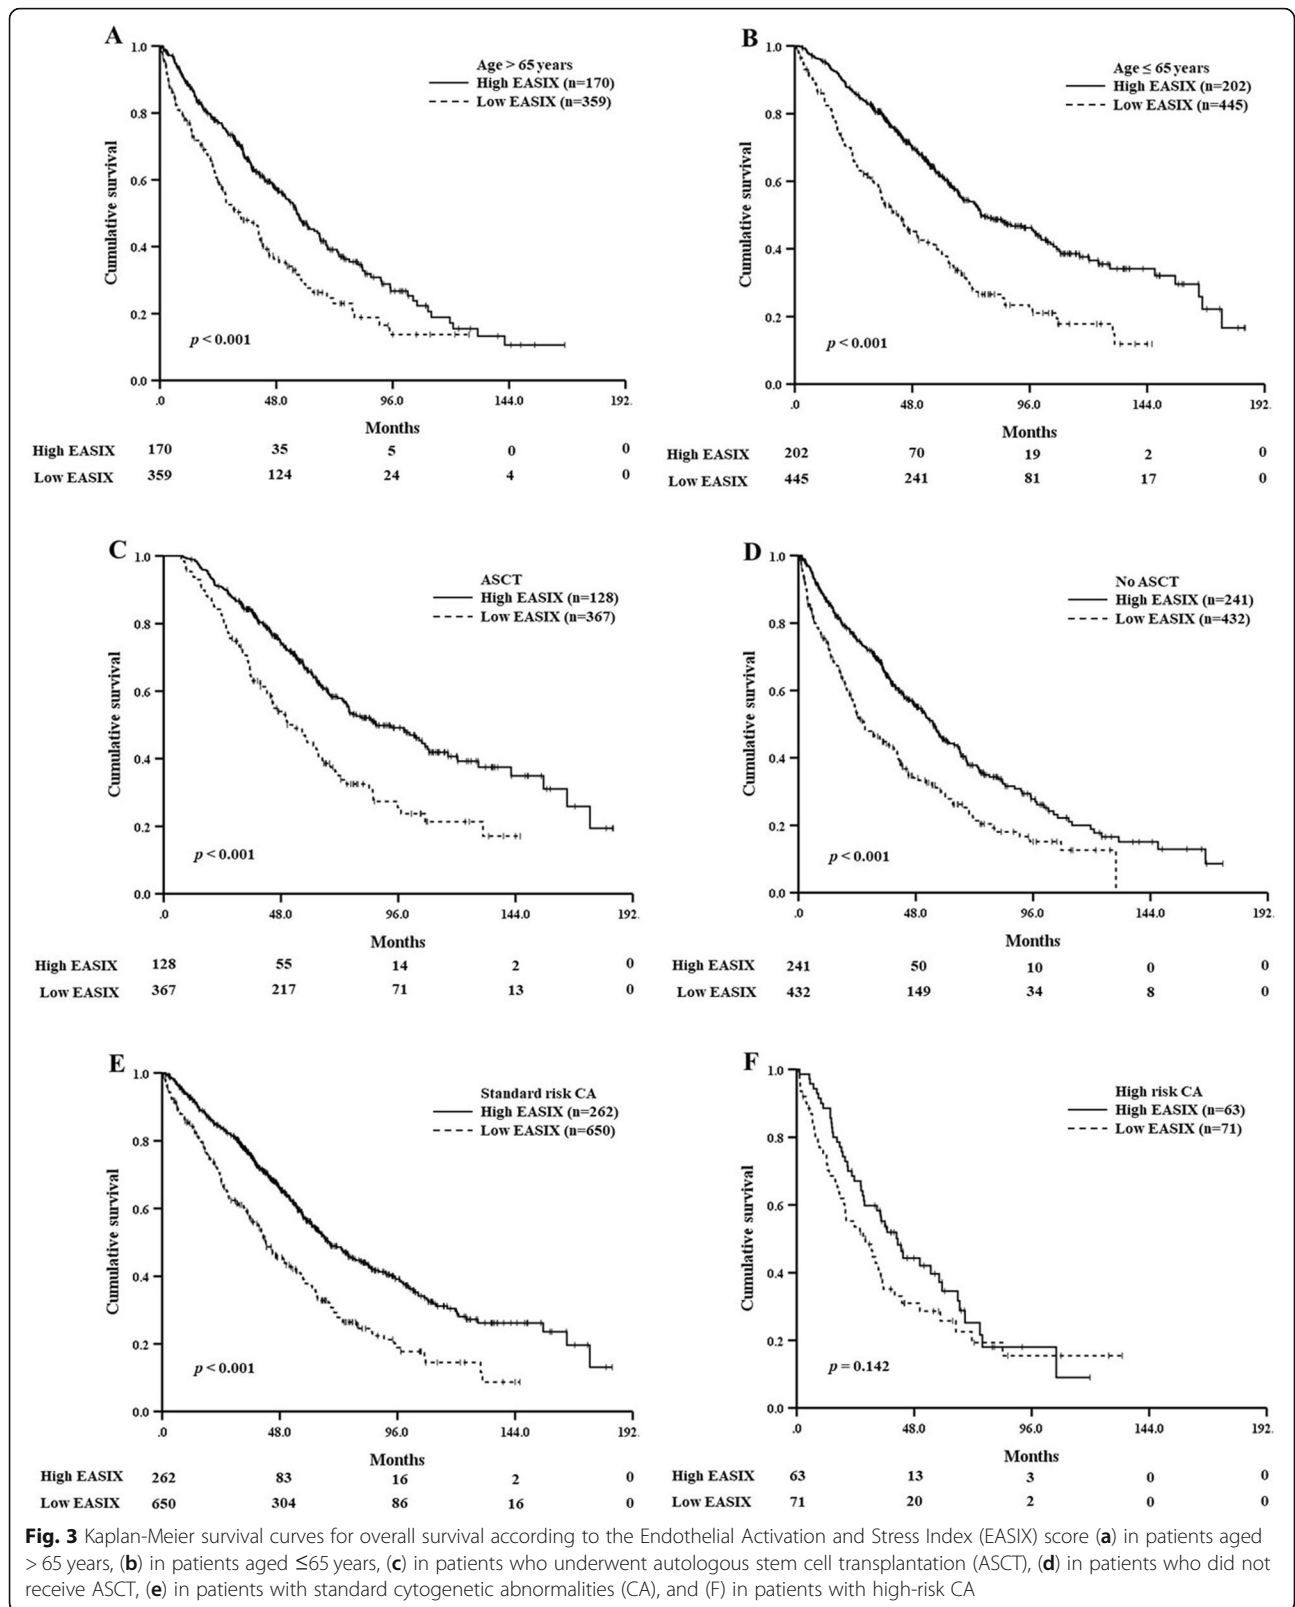 A
1.0
0.8
0.6
0.4
0.2
0.0
Cumulative survival
Age > 65 years
High EASIX (n=170)
Low EASIX (n=359)
p < 0.001
.0 48.0 96.0 144.0 192.
Months
High EASIX 170 35 5 0 0
Low EASIX 359 124 24 4 0
B
1.0
0.8
0.6
0.4
0.2
0.0
Cumulative survival
Age ≤ 65 years
High EASIX (n=202)
Low EASIX (n=445)
p < 0.001
.0 48.0 96.0 144.0 192.
Months
High EASIX 202 70 19 2 0
Low EASIX 445 241 81 17 0
C
1.0
0.8
0.6
0.4
0.2
0.0
Cumulative survival
ASCT
High EASIX (n=128)
Low EASIX (n=367)
p < 0.001
.0 48.0 96.0 144.0 192.
Months
High EASIX 128 55 14 2 0
Low EASIX 367 217 71 13 0
D
1.0
0.8
0.6
0.4
0.2
0.0
Cumulative survival
No ASCT
High EASIX (n=241)
Low EASIX (n=432)
p < 0.001
.0 48.0 96.0 144.0 192.
Months
High EASIX 241 50 10 0 0
Low EASIX 432 149 34 8 0
E
1.0
0.8
0.6
0.4
0.2
0.0
Cumulative survival
Standard risk CA
High EASIX (n=262)
Low EASIX (n=650)
p < 0.001
.0 48.0 96.0 144.0 192.
Months
High EASIX 262 83 16 2 0
Low EASIX 650 304 86 16 0
F
1.0
0.8
0.6
0.4
0.2
0.0
Cumulative survival
High risk CA
High EASIX (n=63)
Low EASIX (n=71)
p = 0.142
.0 48.0 96.0 144.0 192.
Months
High EASIX 63 13 3 0 0
Low EASIX 71 20 2 0 0
Fig. 3 Kaplan-Meier survival curves for overall survival according to the Endothelial Activation and Stress Index (EASIX) score (a) in patients aged
> 65 years, (b) in patients aged ≤65 years, (c) in patients who underwent autologous stem cell transplantation (ASCT), (d) in patients who did not
receive ASCT, (e) in patients with standard cytogenetic abnormalities (CA), and (F) in patients with high-risk CA